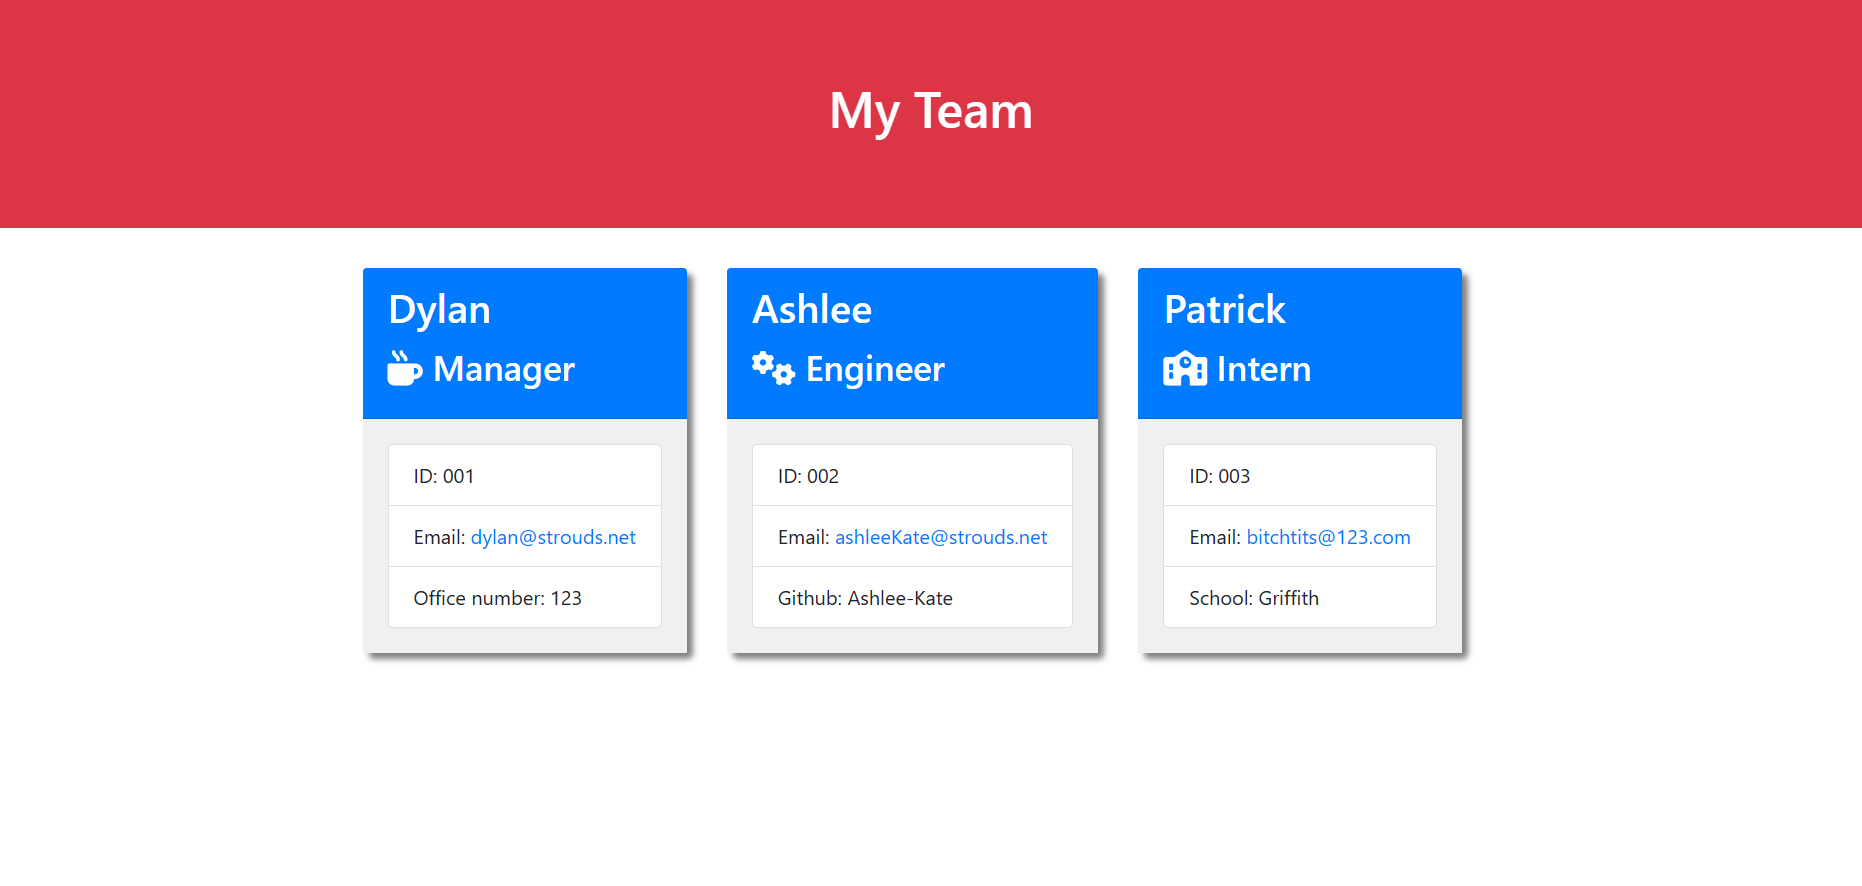 My Team
Dylan
Manager
ID: 001
Email: dylan@strouds.net
Office number: 123
Ashlee
Engineer
ID: 002
Email: ashleeKate@strouds.net
Github: Ashlee-Kate
Patrick
Intern
ID: 003
Email: bitchtits@123.com
School: Griffith